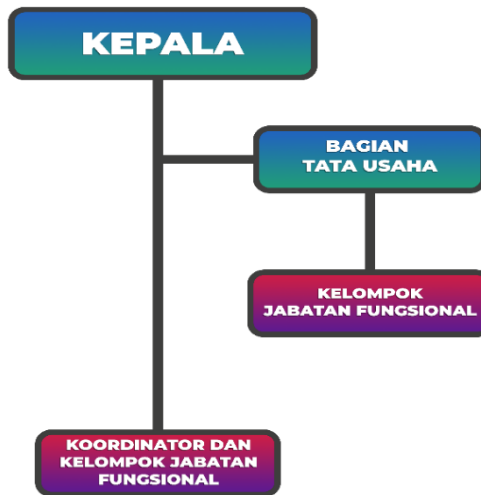 KEPALA
BAGIAN
TATA USAHA
KELOMPOK
JABATAN FUNGSIONAL
KOORDINATOR DAN
KELOMPOK JABATAN
FUNGSIONAL